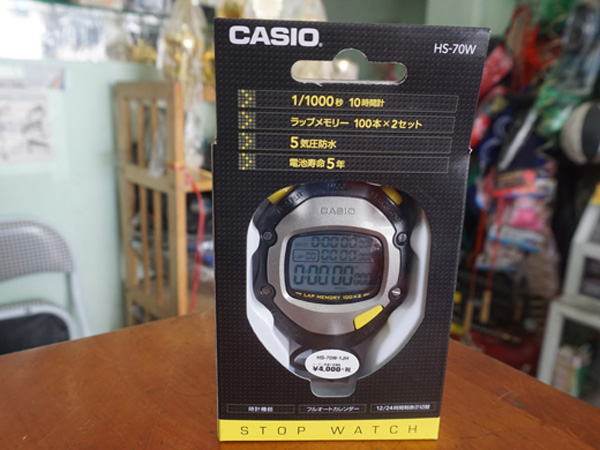 CASIO®
HS-70W
1/1000秒 10時間計
ラップメモリー 100本×2セット
5気圧防水
電池寿命5年
CASIO
LAP MEMORY 100X2
HS-70W-1JH
¥4,000+税
時計機能
フルオートカレンダー
12/24時間制表示切替
STOP WATCH